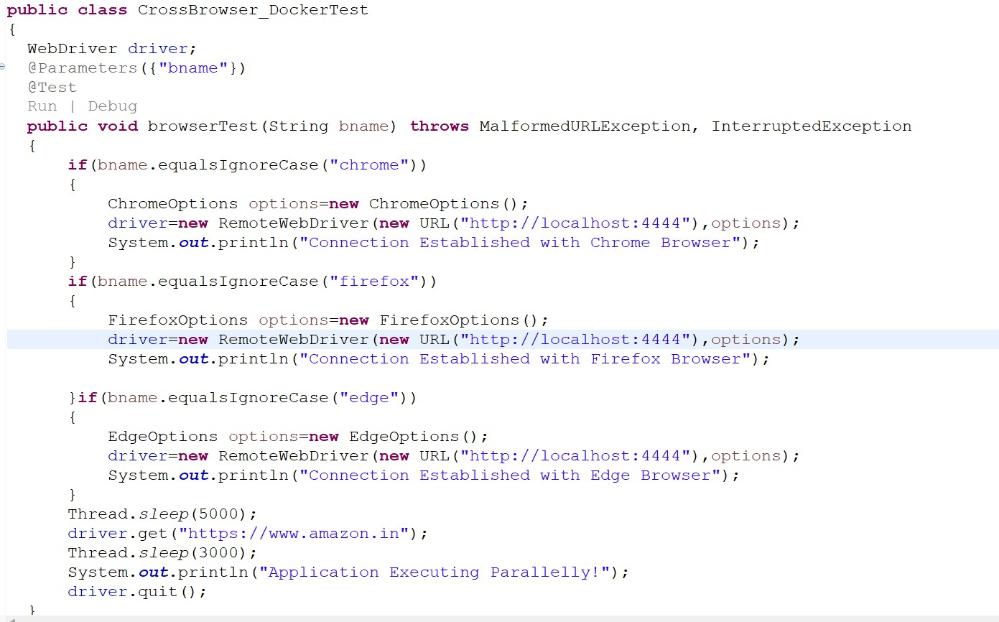 public class CrossBrowser_DockerTest
{
WebDriver driver;
@Parameters({"bname"})
@Test
Run | Debug
public void browserTest(String bname) throws MalformedURLException, InterruptedException
{
if(bname.equalsIgnoreCase("chrome"))
{
ChromeOptions options=new ChromeOptions();
driver=new RemoteWebDriver(new URL("http://localhost:4444"),options);
System.out.println("Connection Established with Chrome Browser");
}
if(bname.equalsIgnoreCase("firefox"))
{
FirefoxOptions options=new FirefoxOptions();
driver=new RemoteWebDriver(new URL("http://localhost:4444"),options);
System.out.println("Connection Established with Firefox Browser");
}if(bname.equalsIgnoreCase("edge"))
{
EdgeOptions options=new EdgeOptions();
driver=new RemoteWebDriver(new URL("http://localhost:4444"),options);
System.out.println("Connection Established with Edge Browser");
}
Thread.sleep(5000);
driver.get("https://www.amazon.in");
Thread.sleep(3000);
System.out.println("Application Executing Parallelly!");
driver.quit();
}